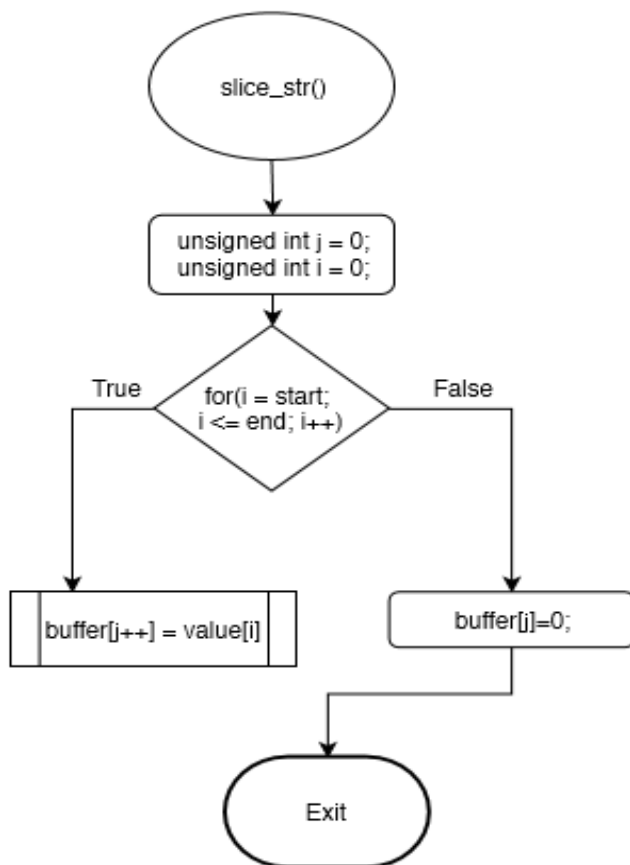 slice_str()
unsigned int j = 0;
unsigned int i = 0;
True
for(i = start;
i <= end; i++)
False
buffer[j++] = value[i]
buffer[j]=0;
Exit